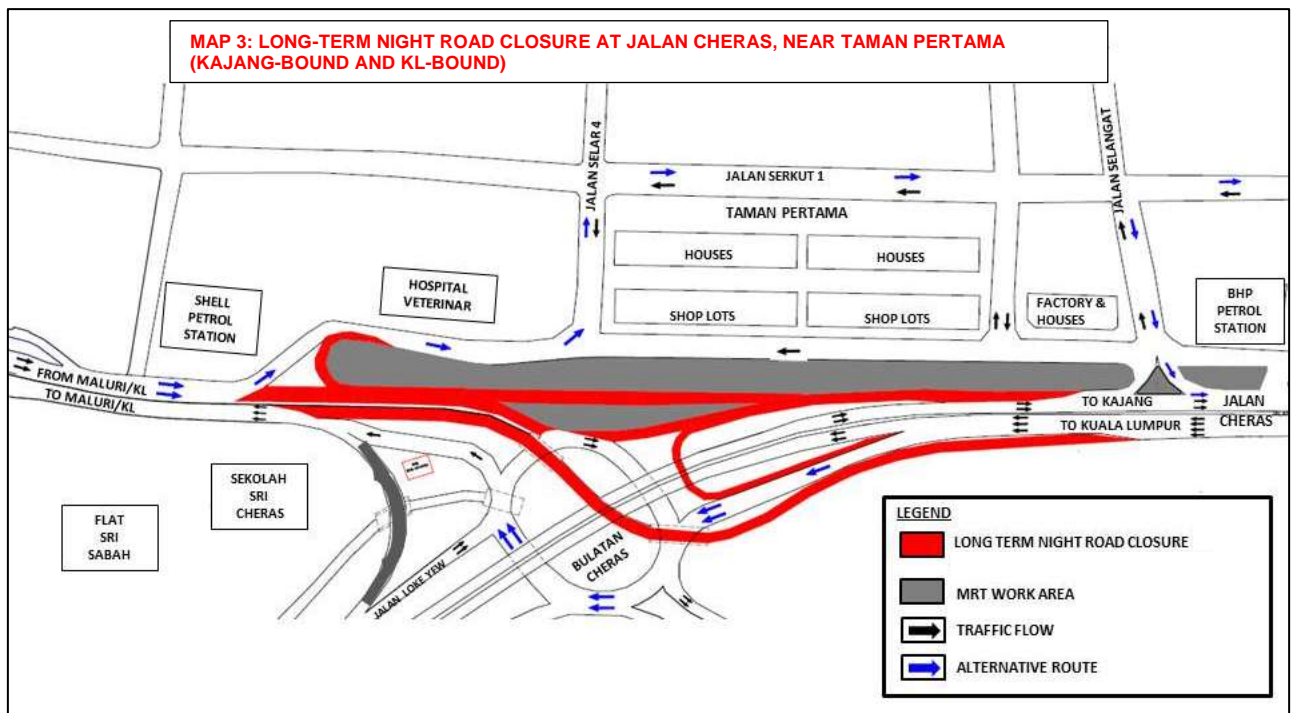 MAP 3: LONG-TERM NIGHT ROAD CLOSURE AT JALAN CHERAS, NEAR TAMAN PERTAMA
(KAJANG-BOUND AND KL-BOUND)
JALAN SELAR 4
JALAN SERKUT 1
JALAN SELANGAT
TAMAN PERTAMA
HOUSES
HOUSES
SHOP LOTS
SHOP LOTS
FACTORY &
HOUSES
BHP
PETROL
STATION
HOSPITAL
VETERINAR
SHELL
PETROL
STATION
FROM MALURI/KL
TO MALURI/KL
TO KAJANG
TO KUALA LUMPUR
JALAN
CHERAS
SEKOLAH
SRI
CHERAS
FLAT
SRI
SABAH
JALAN LOKE YEW
BULATAN
CHERAS
LEGEND
LONG TERM NIGHT ROAD CLOSURE
MRT WORK AREA
TRAFFIC FLOW
ALTERNATIVE ROUTE